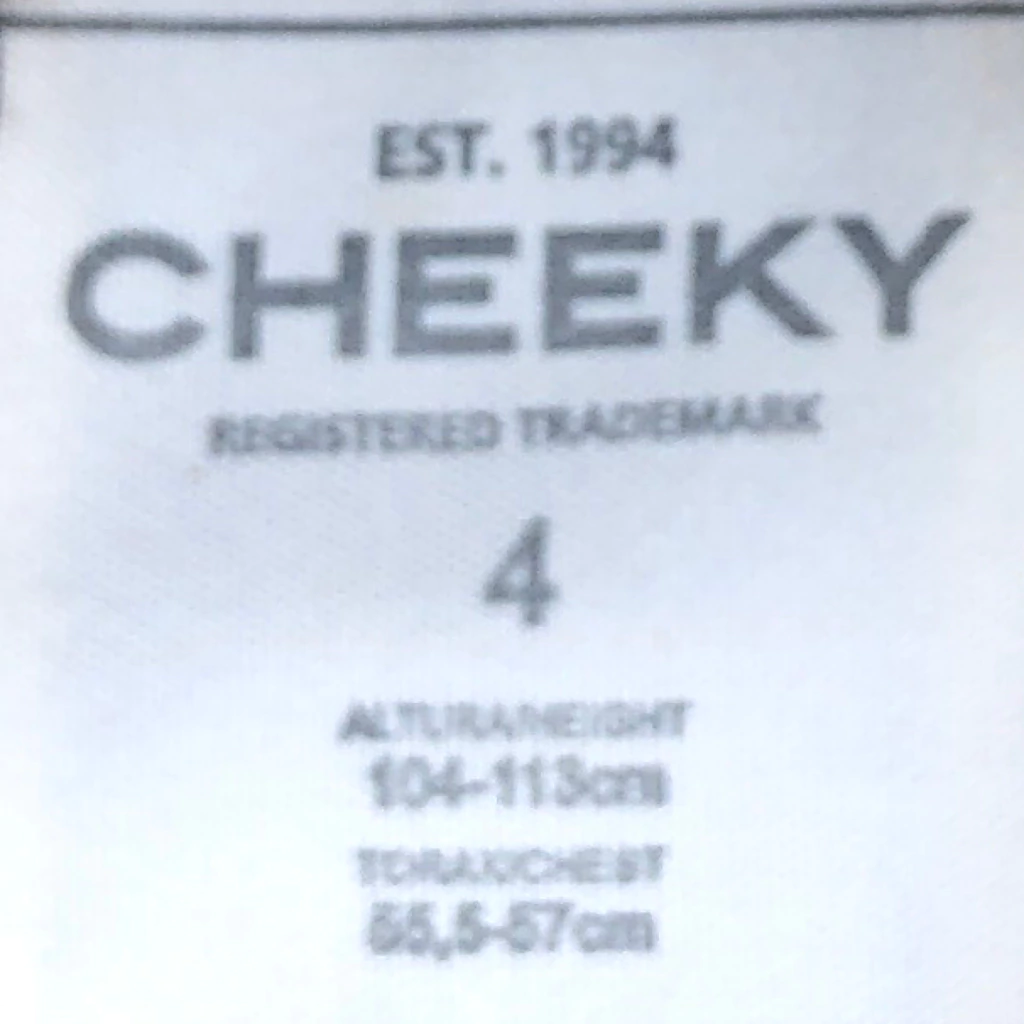 EST. 1994
CHEEKY
REGISTERED TRADEMARK
4
ALTURA/HEIGHT
104-113cm
TORAX/CHEST
55,5-57cm